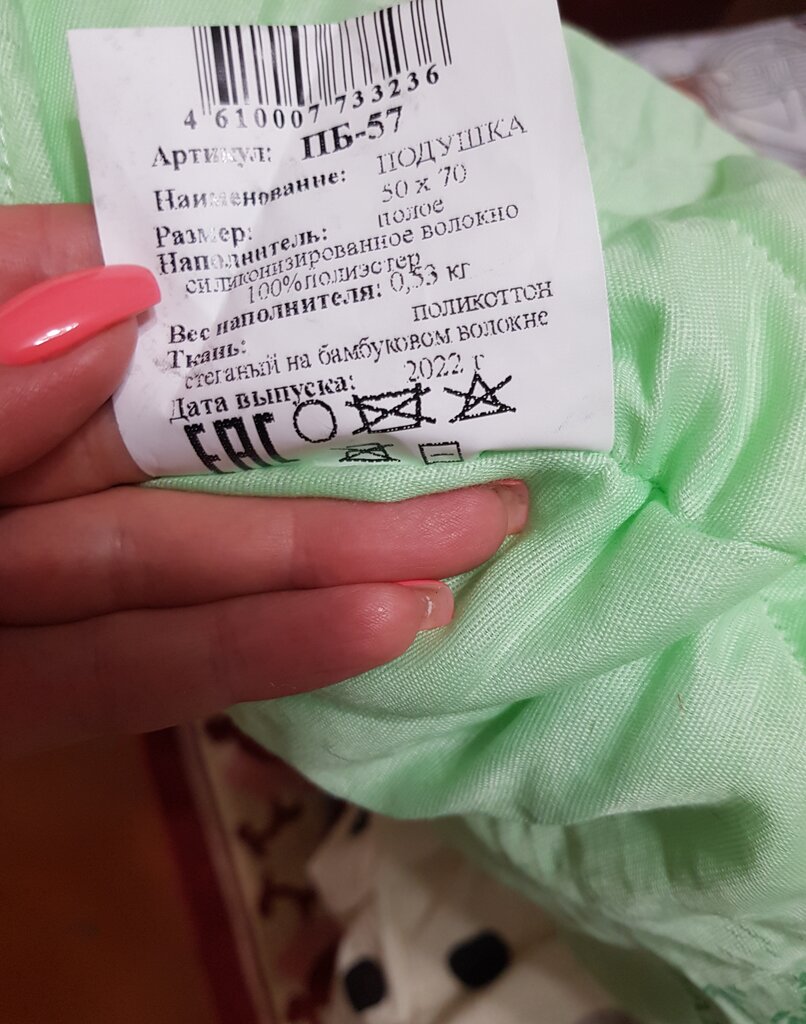 4 610007 733236
Артикул: ПБ-57
Наименование: ПОДУШКА
Размер: 50 х 70
Наполнитель: полое
силиконизированное волокно
100%полиэстер
Вес наполнителя: 0,53 кг
Ткань: ПОЛИКОТТОН
стеганый на бамбуковом волокне
Дата выпуска: 2022 г
EAC